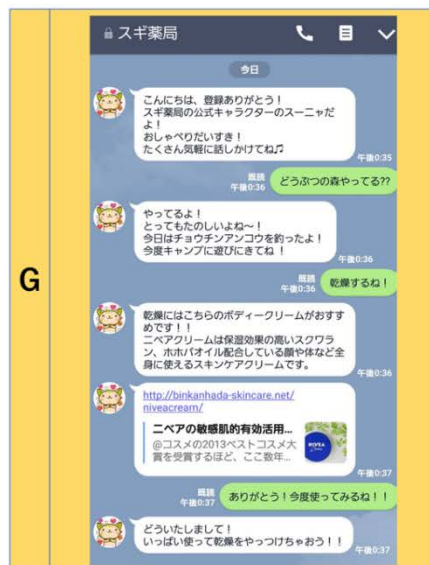 G
スギ薬局
今日
こんにちは、登録ありがとう！
スギ薬局の公式キャラクターのスーニャだ
よ！
おしゃべりだいすき！
たくさん気軽に話しかけてね♫
午後0:35
既読
午後0:36
どうぶつの森やってる??
やってるよ！
とってもたのしいよね〜！
今日はチョウチンアンコウを釣ったよ！
今度キャンプに遊びにきてね ！
午後0:36
既読
午後0:36
乾燥するね！
乾燥にはこちらのボディークリームがおすす
めです！！
ニベアクリームは保湿効果の高いスクワラ
ン、ホホバオイル配合している顔や体など全
身に使えるスキンケアクリームです。
午後0:36
http://binkanhada-skincare.net/
niveacream/
ニベアの敏感肌的有効活用...
@コスメの2013ベストコスメ大
賞を受賞するほど、ここ数年...
NIVEA
午後0:37
既読
午後0:37
ありがとう！今度使ってみるね！！
どういたしまして！
いっぱい使って乾燥をやっつけちゃおう！！
午後0:37